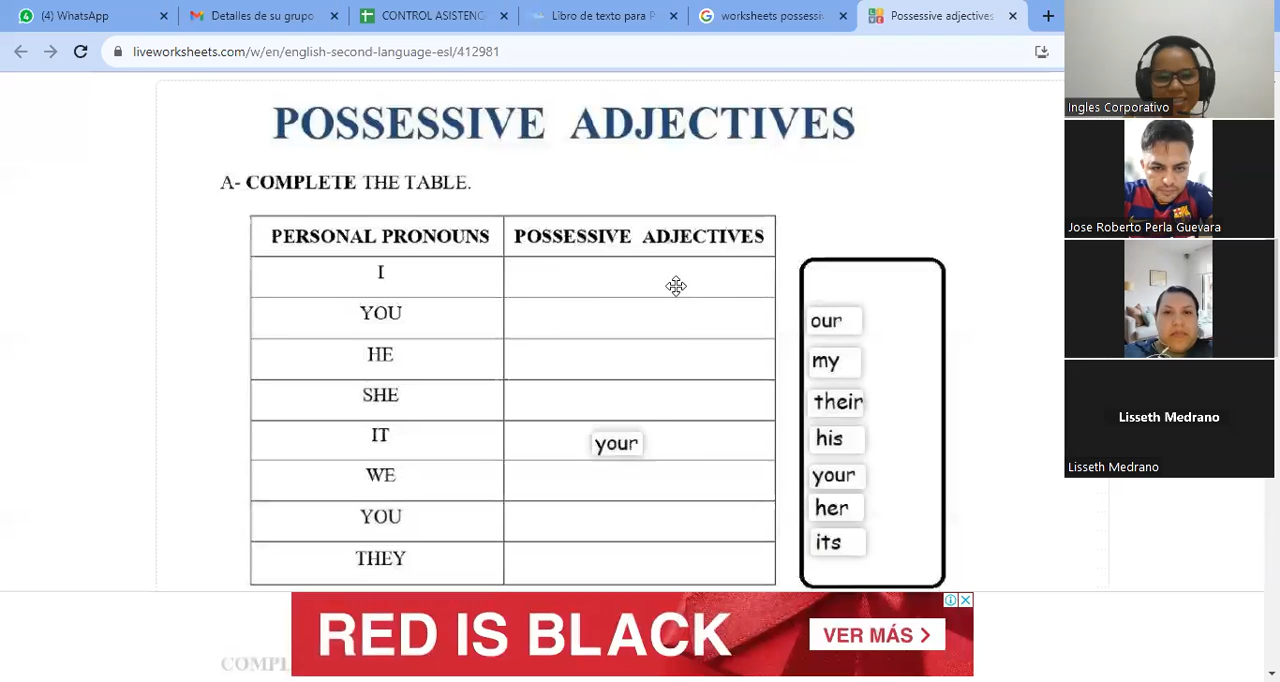 (4) WhatsApp
Detalles de su grupo
CONTROL ASISTENC
Libro de texto para P
worksheets possessiv
Possessive adjectives
liveworksheets.com/w/en/english-second-language-esl/412981
POSSESSIVE ADJECTIVES
A- COMPLETE THE TABLE.
PERSONAL PRONOUNS POSSESSIVE ADJECTIVES
I
YOU
HE
SHE
IT your
WE
YOU
THEY
our
my
their
his
your
her
its
COMPL
RED IS BLACK
VER MÁS
Ingles Corporativo
Jose Roberto Perla Guevara
Lisseth Medrano
Lisseth Medrano